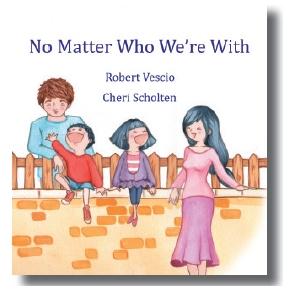 No Matter Who We're With
Robert Vescio
Cheri Scholten